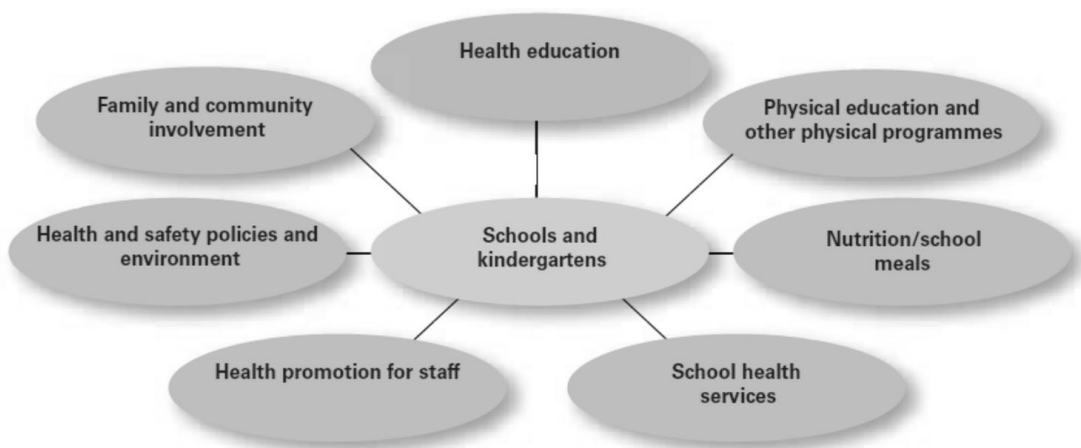 Health education
Family and community
involvement
Physical education and
other physical programmes
Health and safety policies and
environment
Schools and
kindergartens
Nutrition/school
meals
Health promotion for staff
School health
services